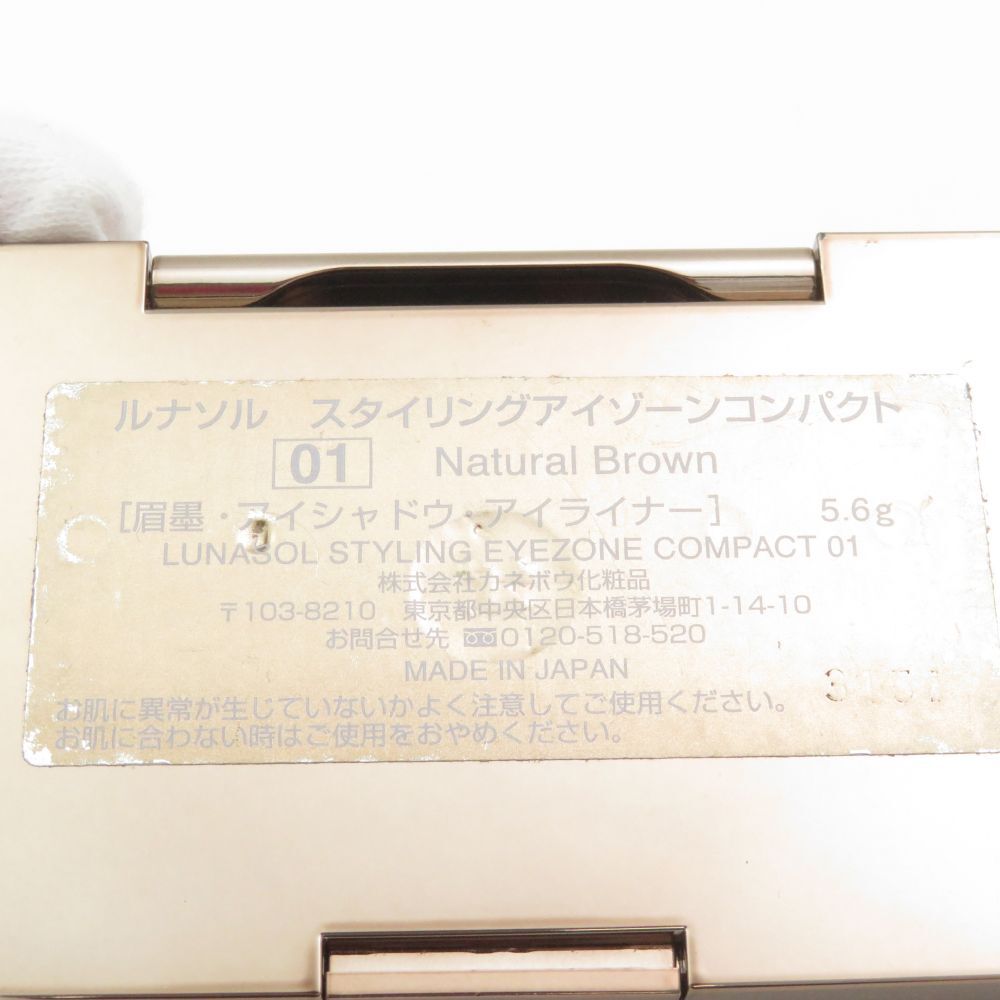 ルナソル　スタイリングアイゾーンコンパクト
01 Natural Brown
[眉墨・アイシャドウ・アイライナー] 5.6g
LUNASOL STYLING EYEZONE COMPACT 01
株式会社カネボウ化粧品
〒103-8210 東京都中央区日本橋茅場町1-14-10
お問合せ先 0120-518-520
MADE IN JAPAN
お肌に異常が生じていないかよく注意してご使用ください。
お肌に合わない時はご使用をおやめください。